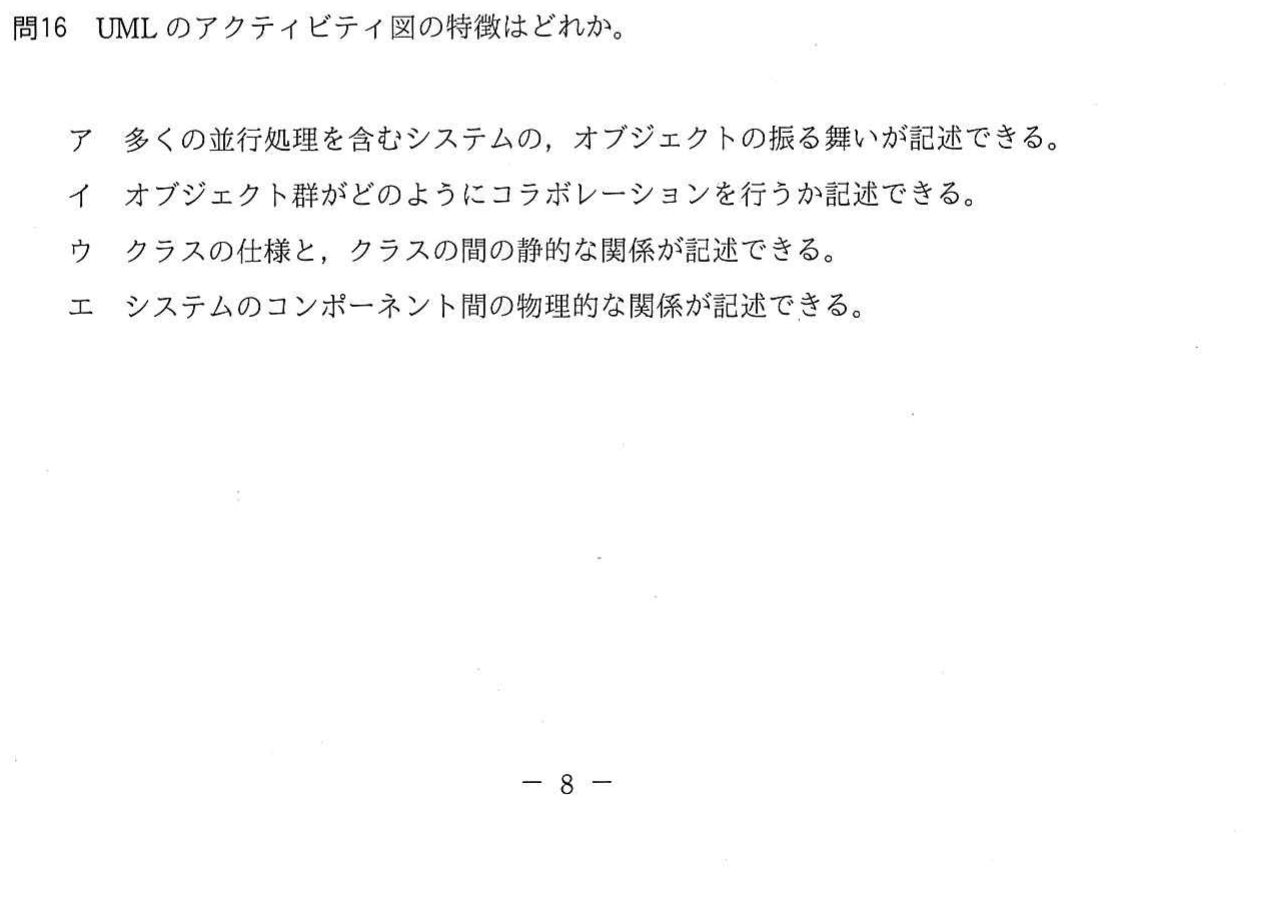 問16 UML のアクティビティ図の特徴はどれか。
ア 多くの並行処理を含むシステムの，オブジェクトの振る舞いが記述できる。
イ オブジェクト群がどのようにコラボレーションを行うか記述できる。
ウ クラスの仕様と，クラスの間の静的な関係が記述できる。
エ システムのコンポーネント間の物理的な関係が記述できる。
― 8 ―